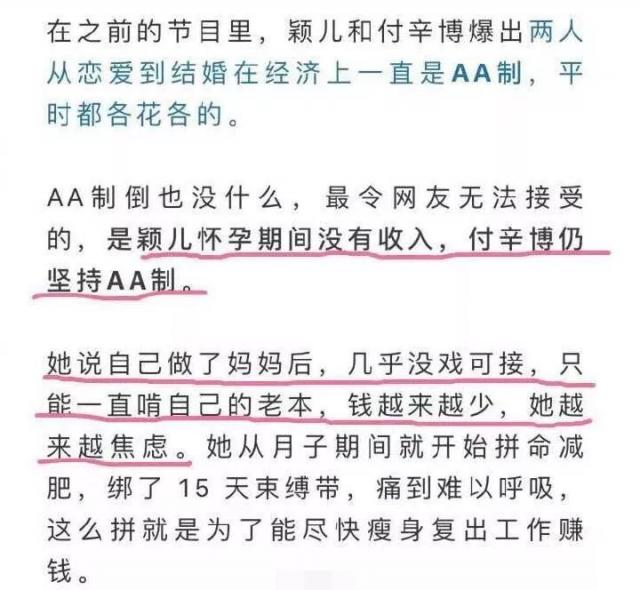 在之前的节目里，颖儿和付辛博爆出两人
从恋爱到结婚在经济上一直是AA制，平
时都各花各的。
AA制倒也没什么，最令网友无法接受
的，是颖儿怀孕期间没有收入，付辛博仍
坚持AA制。
她说自己做了妈妈后，几乎没戏可接，只
能一直啃自己的老本，钱越来越少，她越
来越焦虑。她从月子期间就开始拼命减
肥，绑了 15 天束缚带，痛到难以呼吸，
这么拼就是为了能尽快瘦身复出工作赚
钱。